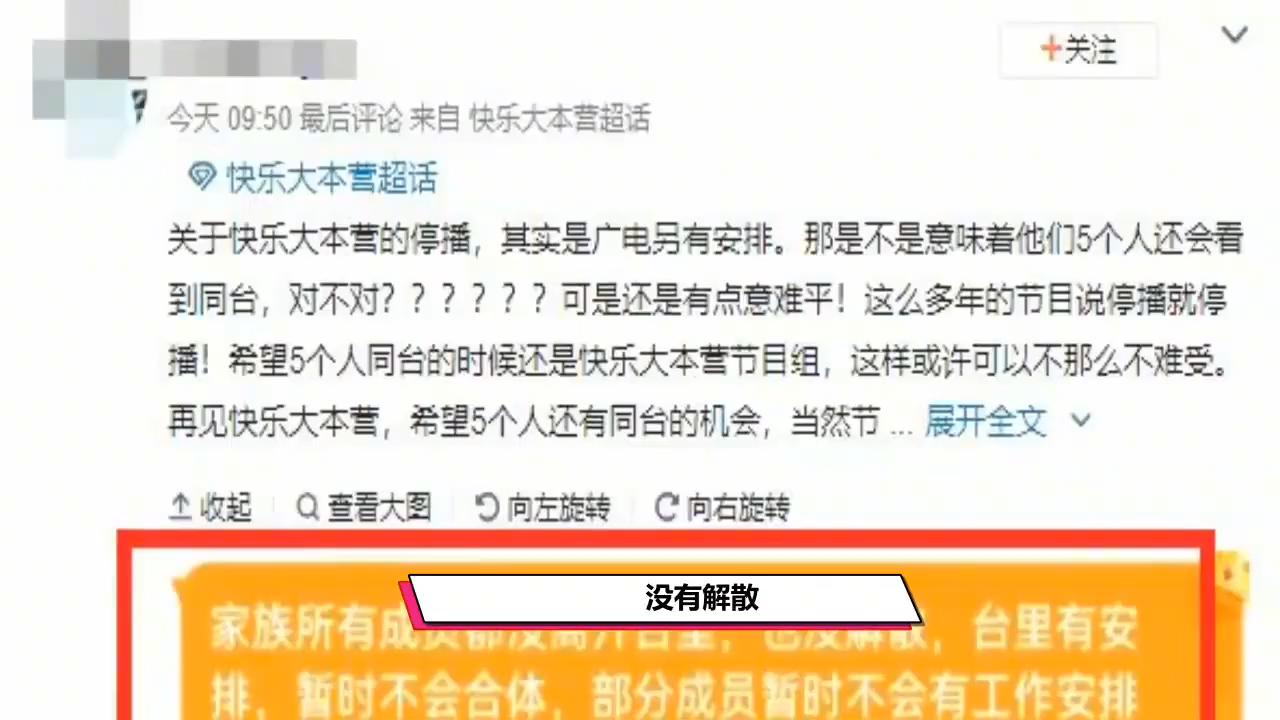 +关注
今天 09:50 最后评论 来自 快乐大本营超话
快乐大本营超话
关于快乐大本营的停播，其实是广电另有安排。那是不是意味着他们5个人还会看
到同台，对不对？？？？？？可是还是有点意难平！这么多年的节目说停播就停
播！希望5个人同台的时候还是快乐大本营节目组，这样或许可以不那么不难受。
再见快乐大本营，希望5个人还有同台的机会，当然节 ... 展开全文
收起 查看大图 向左旋转 向右旋转
没有解散
家族所有成员都没离开台里，也没解散，台里有安
排，暂时不会合体，部分成员暂时不会有工作安排